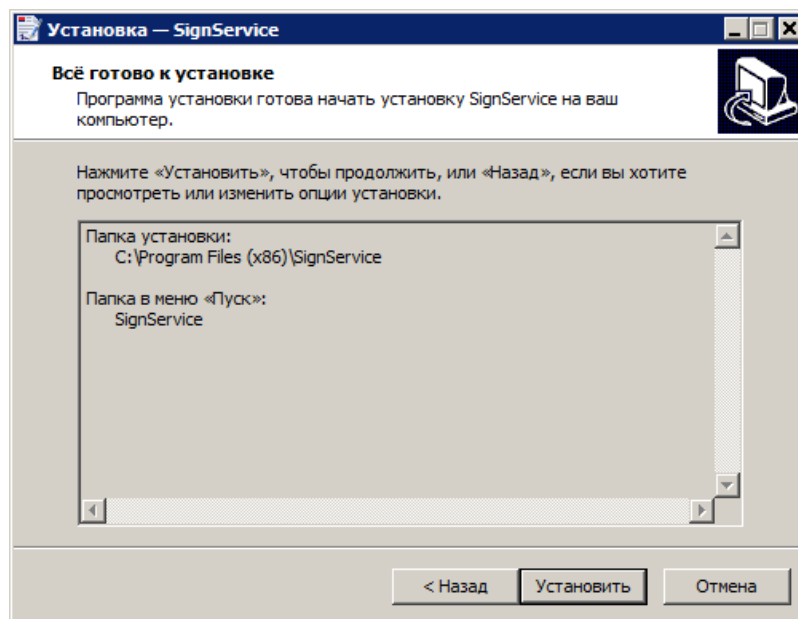 Установка — SignService
Всё готово к установке
Программа установки готова начать установку SignService на ваш
компьютер.
Нажмите «Установить», чтобы продолжить, или «Назад», если вы хотите
просмотреть или изменить опции установки.
Папка установки:
C:\Program Files (x86)\SignService
Папка в меню «Пуск»:
SignService
< Назад
Установить
Отмена